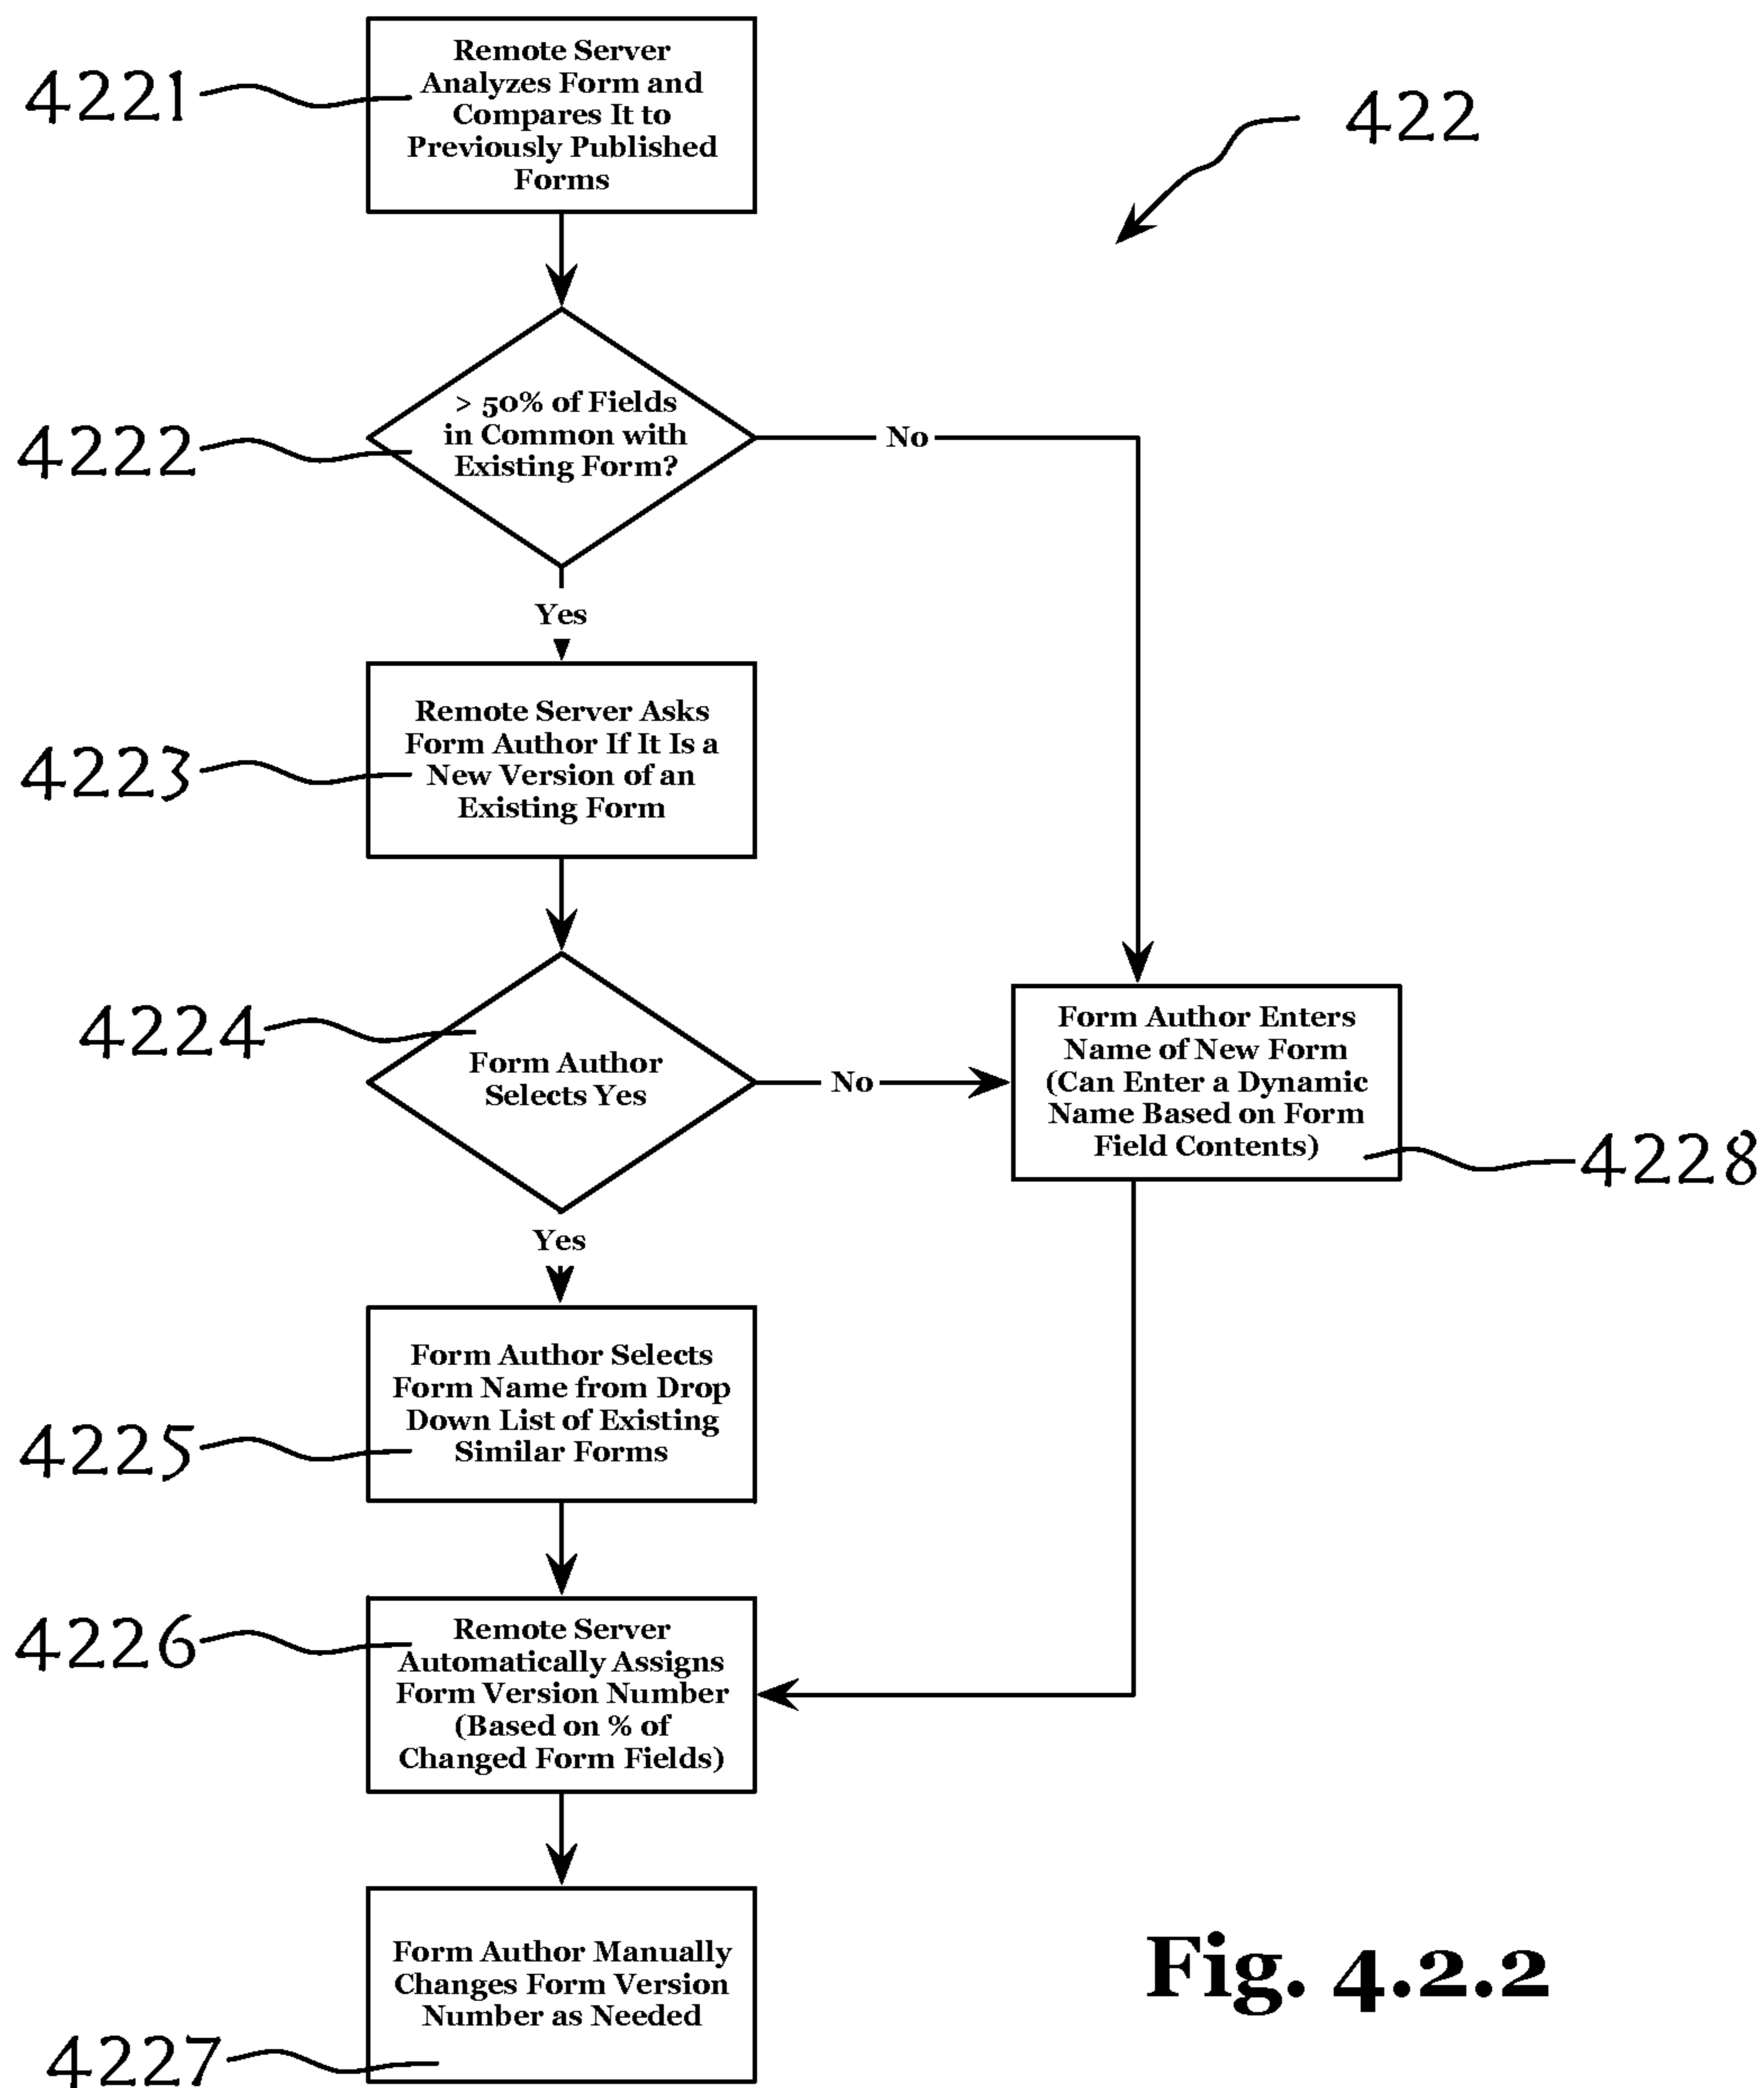 Remote Server
Analyzes Form and
Compares It to
Previously Published
Forms
4221
422
> 50% of Fields
in Common with
Existing Form?
4222
No
Yes
Remote Server Asks
Form Author If It Is a
New Version of an
Existing Form
4223
4224
Form Author
Selects Yes
No
Form Author Enters
Name of New Form
(Can Enter a Dynamic
Name Based on Form
Field Contents)
4228
Yes
Form Author Selects
Form Name from Drop
Down List of Existing
Similar Forms
4225
Remote Server
Automatically Assigns
Form Version Number
(Based on % of
Changed Form Fields)
4226
Form Author Manually
Changes Form Version
Number as Needed
4227
Fig. 4.2.2